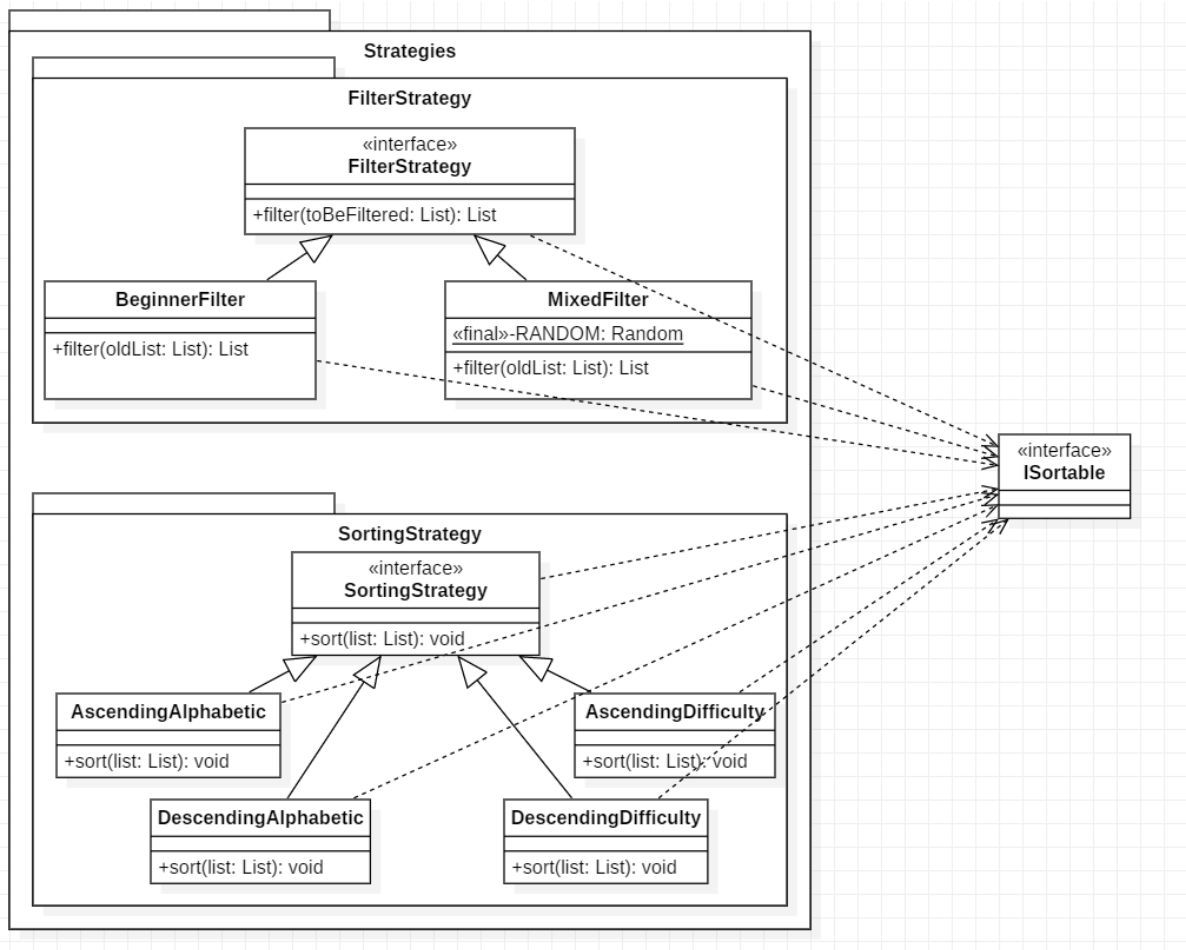 Strategies
FilterStrategy
«interface»
FilterStrategy
+filter(toBeFiltered: List): List
BeginnerFilter
+filter(oldList: List): List
MixedFilter
«final»-RANDOM: Random
+filter(oldList: List): List
«interface»
ISortable
SortingStrategy
«interface»
SortingStrategy
+sort(list: List): void
AscendingAlphabetic
+sort(list: List): void
AscendingDifficulty
+sort(list: List): void
DescendingAlphabetic
+sort(list: List): void
DescendingDifficulty
+sort(list: List): void